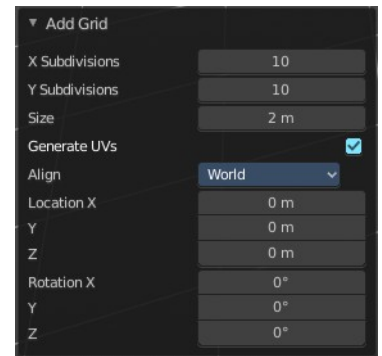 Add Grid
X Subdivisions 10
Y Subdivisions 10
Size 2 m
Generate UVs
Align World
Location X 0 m
Y 0 m
Z 0 m
Rotation X 0°
Y 0°
Z 0°